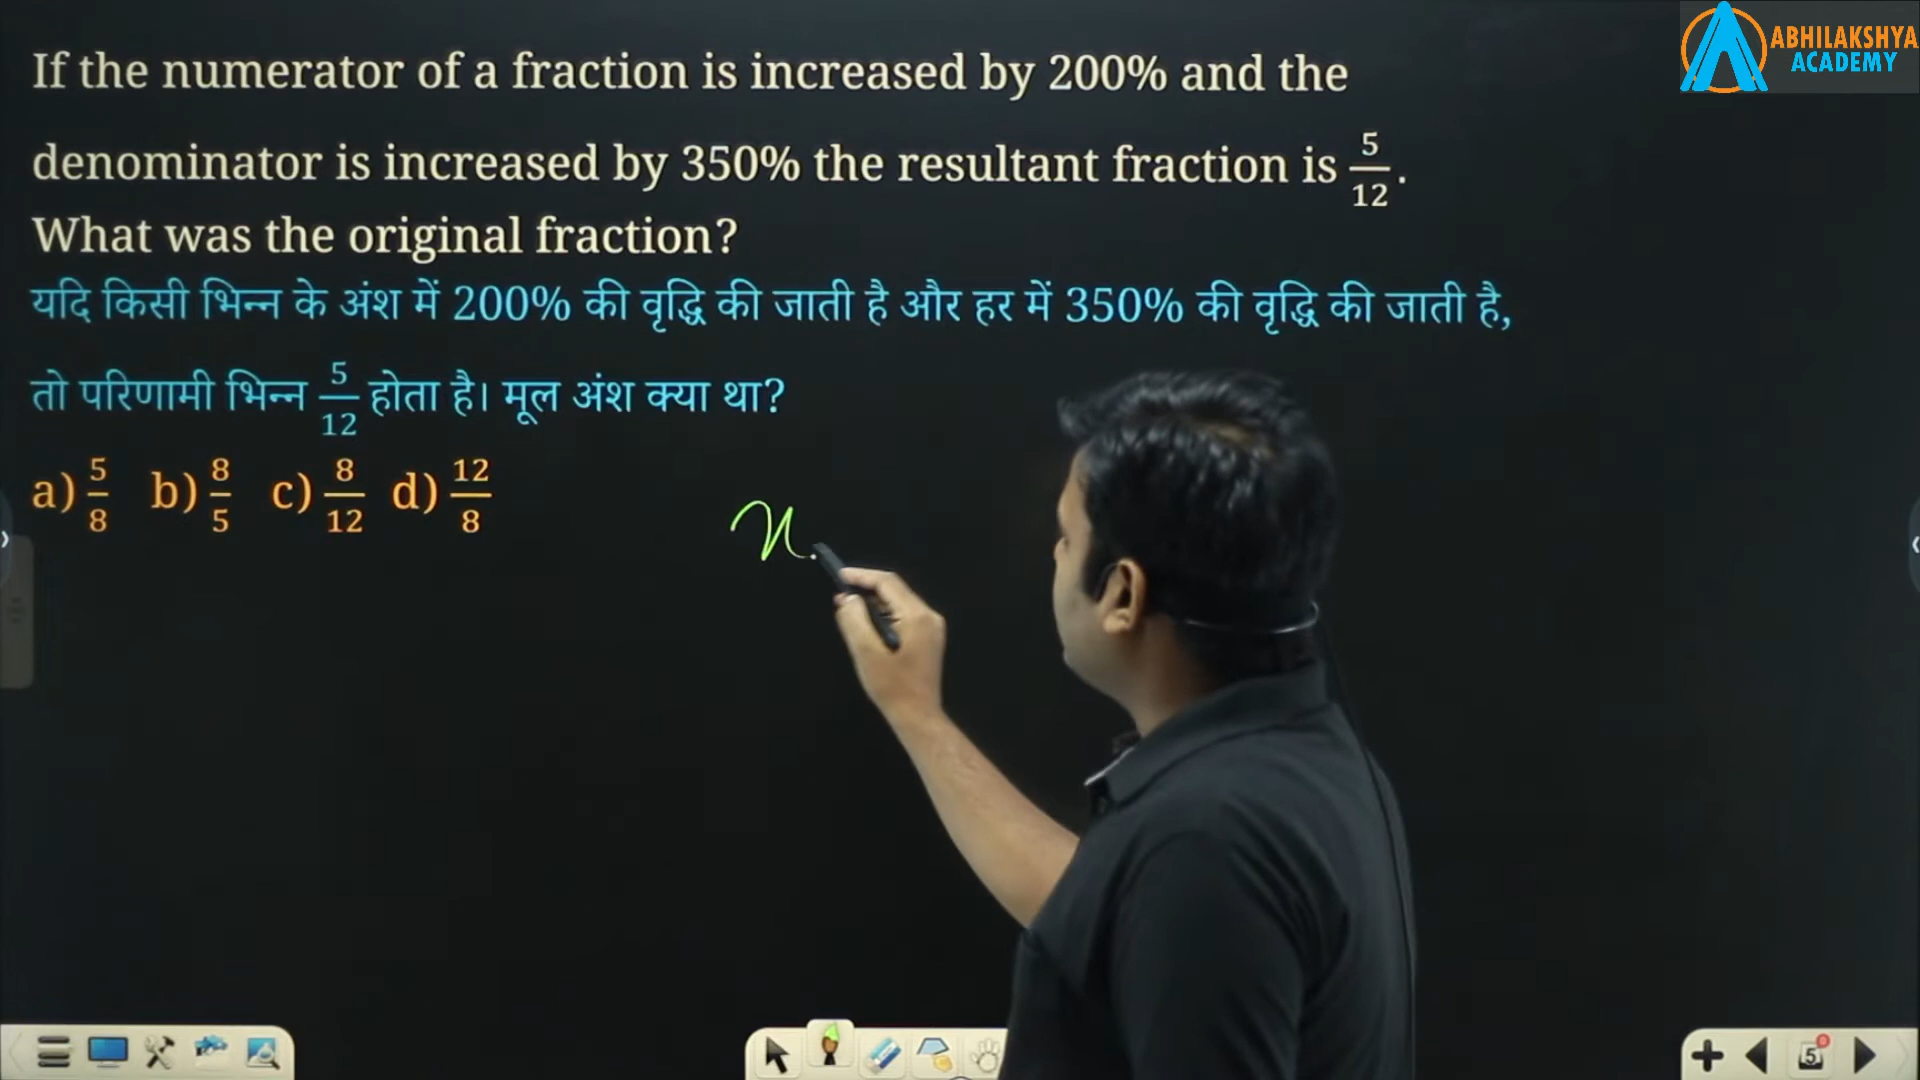 ABHILAKSHYA
ACADEMY
If the numerator of a fraction is increased by 200% and the
denominator is increased by 350% the resultant fraction is 5/12.
What was the original fraction?
यदि किसी भिन्न के अंश में 200% की वृद्धि की जाती है और हर में 350% की वृद्धि की जाती है,
तो परिणामी भिन्न 5/12 होता है। मूल अंश क्या था?
a) 5/8 b) 8/5 c) 8/12 d) 12/8
5